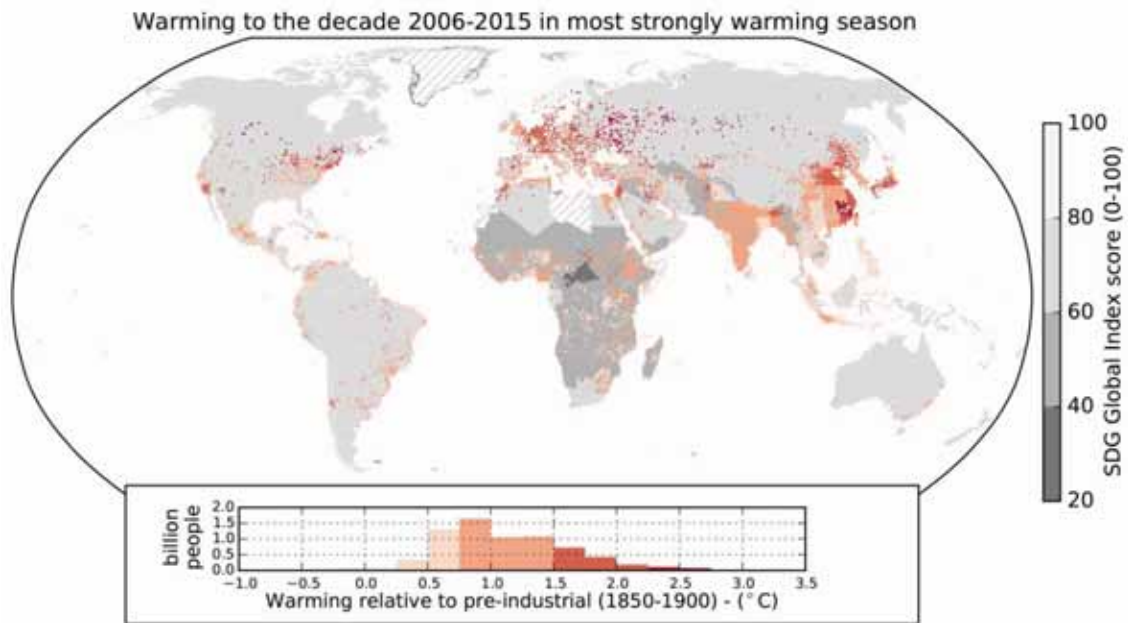 Warming to the decade 2006-2015 in most strongly warming season
100
80
60
40
20
SDG Global Index score (0-100)
billion
people
2.0
1.5
1.0
0.5
0.0
−1.0 −0.5 0.0 0.5 1.0 1.5 2.0 2.5 3.0 3.5
Warming relative to pre-industrial (1850-1900) - (°C)